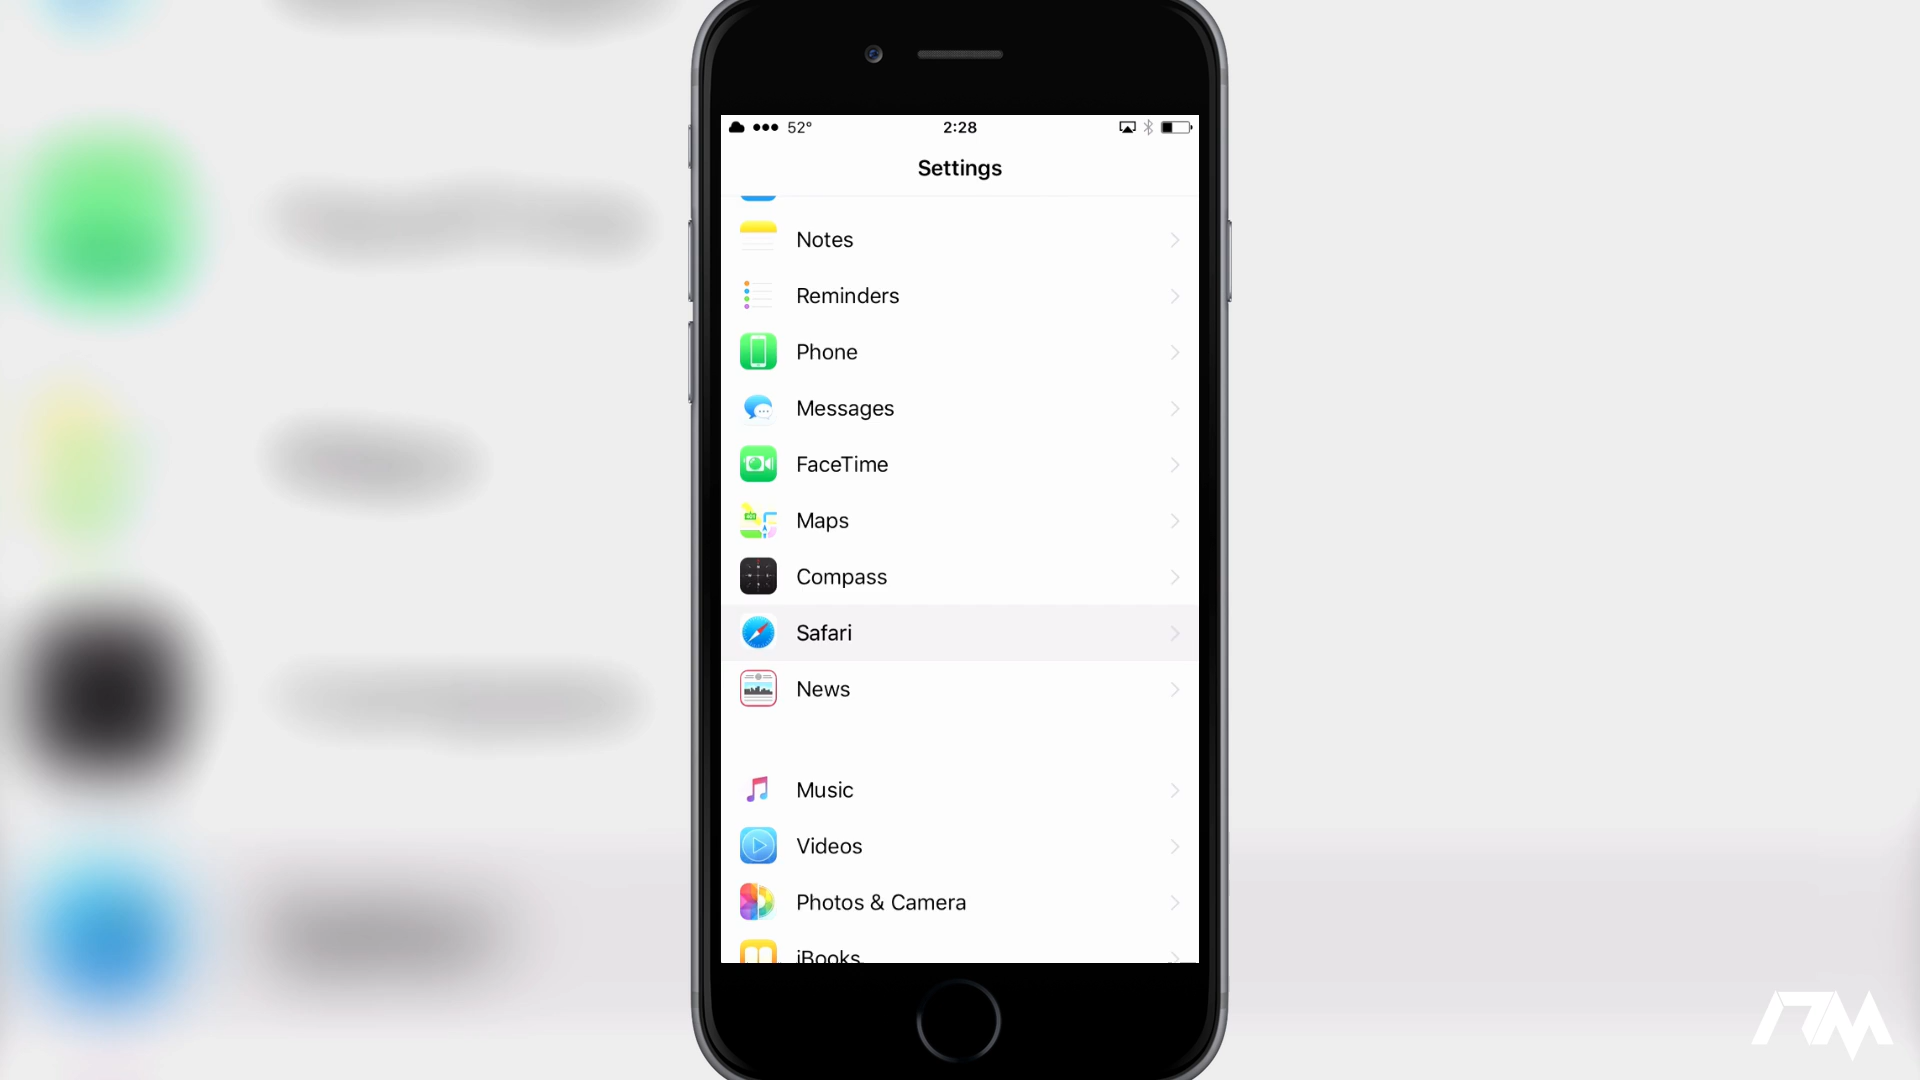 52° 2:28
Settings
Notes
Reminders
Phone
Messages
FaceTime
Maps
Compass
Safari
News
Music
Videos
Photos & Camera
iBooks